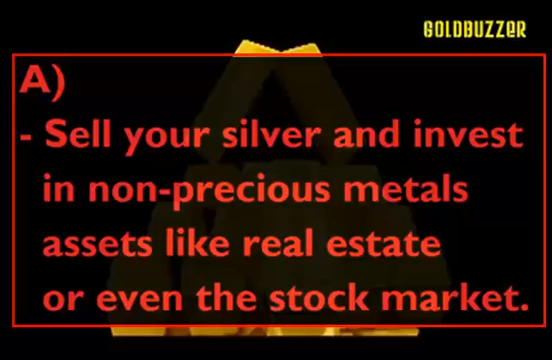 GOLDBUZZER
A)
- Sell your silver and invest
in non-precious metals
assets like real estate
or even the stock market.